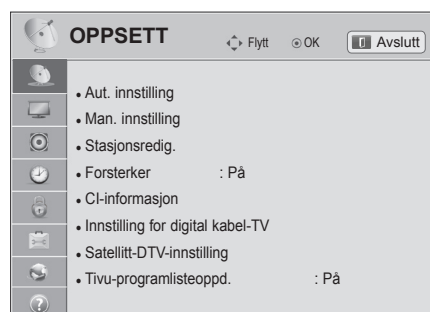 OPPSETT Flytt OK Avslutt
Aut. innstilling
Man. innstilling
Stasjonsredig.
Forsterker : På
CI-informasjon
Innstilling for digital kabel-TV
Satellitt-DTV-innstilling
Tivu-programlisteoppd. : På